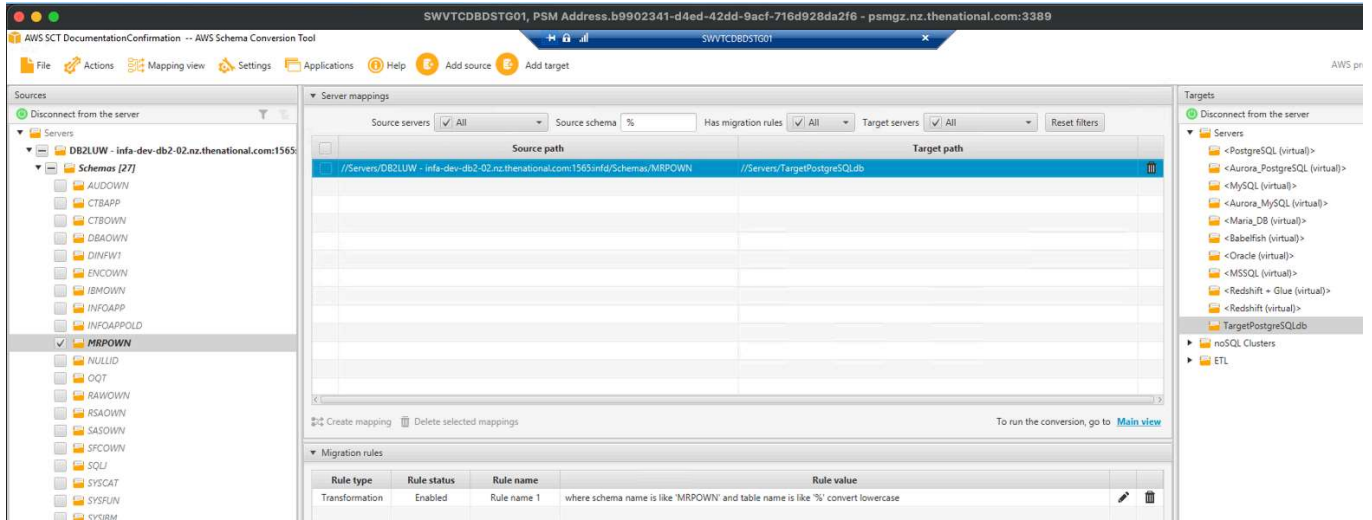 SWVTCDBDSTG01, PSM Address.b9902341-d4ed-42dd-9acf-716d928da2f6 - psmgz.nz.thenational.com:3389
AWS SCT DocumentationConfirmation -- AWS Schema Conversion Tool
SWVTCDBDSTG01
File Actions Mapping view Settings Applications Help Add source Add target
AWS pr
Sources
Disconnect from the server
Servers
DB2LUW - infa-dev-db2-02.nz.thenational.com:1565:
Schemas [27]
AUDOWN
CTBAPP
CTBOWN
DBAOWN
DINFW1
ENCOWN
IBMOWN
INFOAPP
INFOAPPOLD
MRPOWN
NULLID
OQT
RAWOWN
RSAOWN
SASOWN
SFCOWN
SQLJ
SYSCAT
SYSFUN
SYSIBM
Server mappings
Source servers All Source schema % Has migration rules All Target servers All Reset filters
Source path Target path
//Servers/DB2LUW - infa-dev-db2-02.nz.thenational.com:1565:infd/Schemas/MRPOWN //Servers/TargetPostgreSQLdb
Create mapping Delete selected mappings To run the conversion, go to Main view
Migration rules
Rule type Rule status Rule name Rule value
Transformation Enabled Rule name 1 where schema name is like 'MRPOWN' and table name is like '%' convert lowercase
Targets
Disconnect from the server
Servers
<PostgreSQL (virtual)>
<Aurora_PostgreSQL (virtual)>
<MySQL (virtual)>
<Aurora_MySQL (virtual)>
<Maria_DB (virtual)>
<Babelfish (virtual)>
<Oracle (virtual)>
<MSSQL (virtual)>
<Redshift + Glue (virtual)>
<Redshift (virtual)>
TargetPostgreSQLdb
noSQL Clusters
ETL